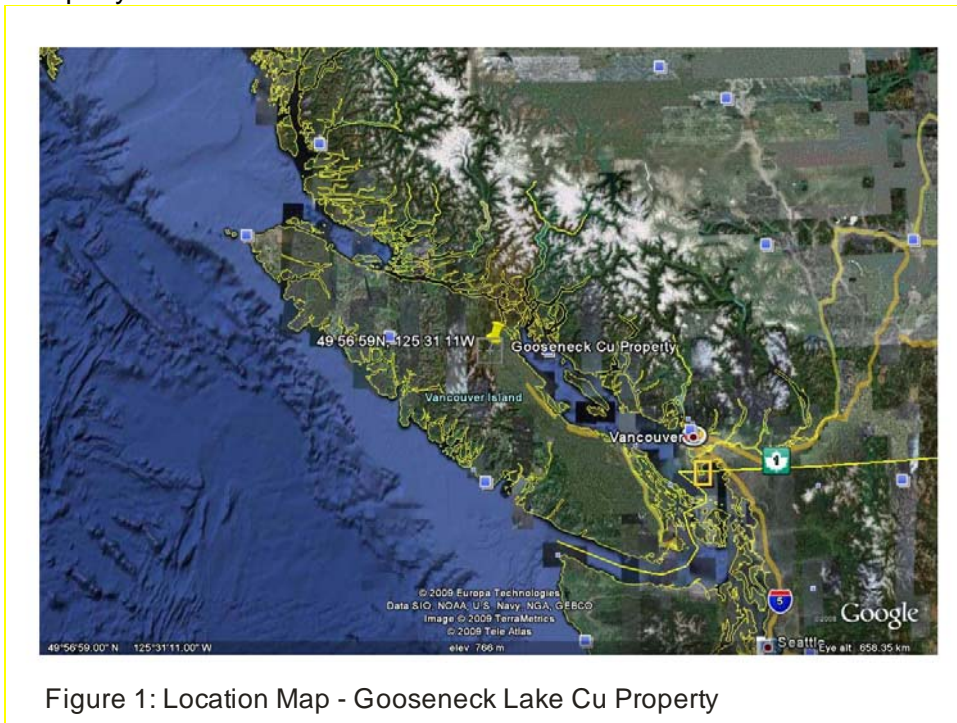 49 56 59N, 125 31 11W
Gooseneck Cu Property
Vancouver Island
Vancouver
1
5
© 2009 Europa Technologies
Data SIO, NOAA, U.S. Navy, NGA, GEBCO
Image © 2009 TerraMetrics
© 2009 Tele Atlas
Google
Seattle
49°56'59.00" N 125°31'11.00" W
elev 766 m
Eye alt 658.35 km
Figure 1: Location Map - Gooseneck Lake Cu Property